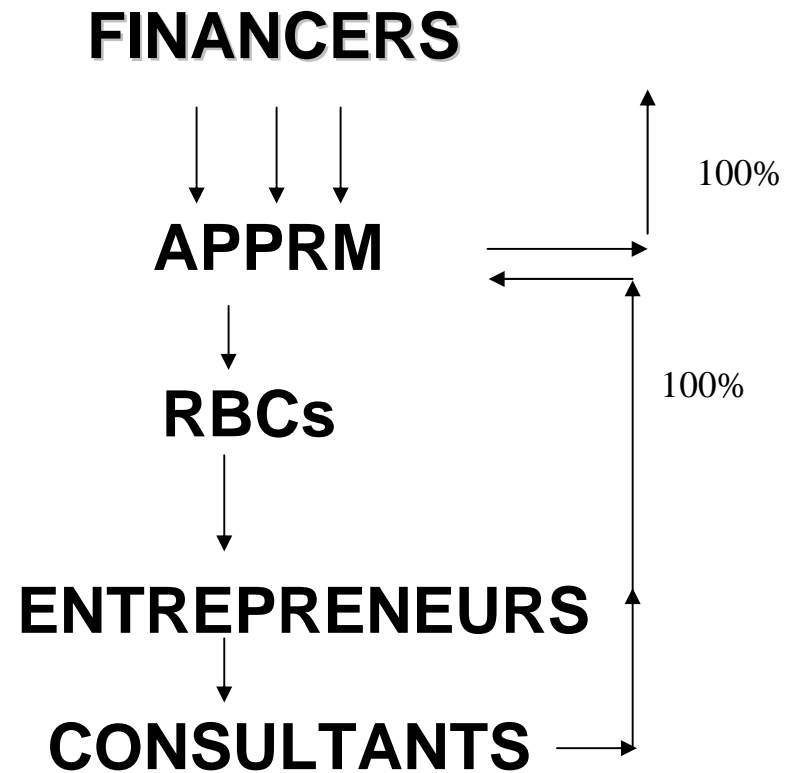 FINANCERS
100%
APPRM
100%
RBCs
ENTREPRENEURS
CONSULTANTS